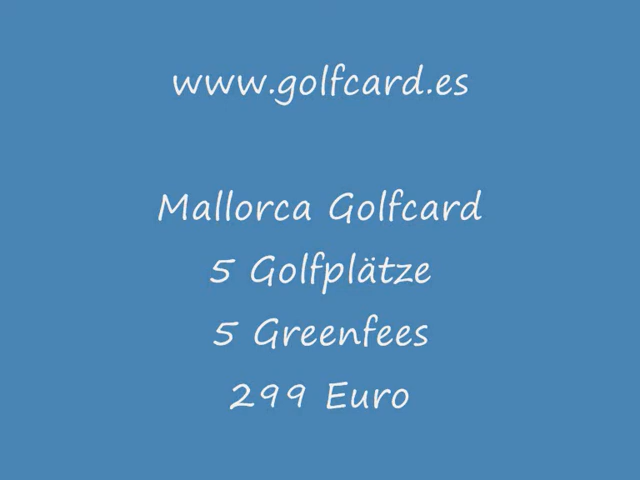 www.golfcard.es
Mallorca Golfcard
5 Golfplätze
5 Greenfees
299 Euro